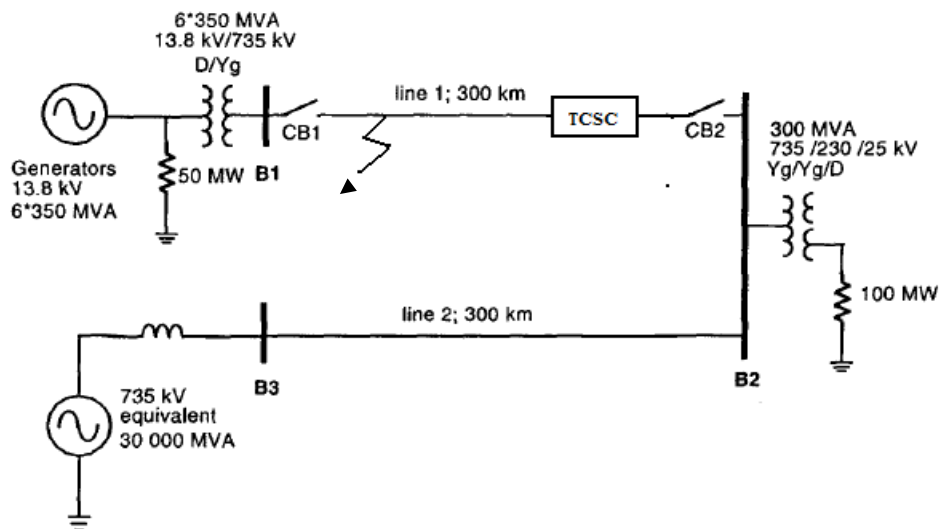 6*350 MVA
13.8 kV/735 kV
D/Yg
line 1; 300 km
TCSC
CB1
CB2
300 MVA
735 /230 /25 kV
Yg/Yg/D
Generators
13.8 kV
6*350 MVA
50 MW
B1
100 MW
line 2; 300 km
B3
B2
735 kV
equivalent
30 000 MVA